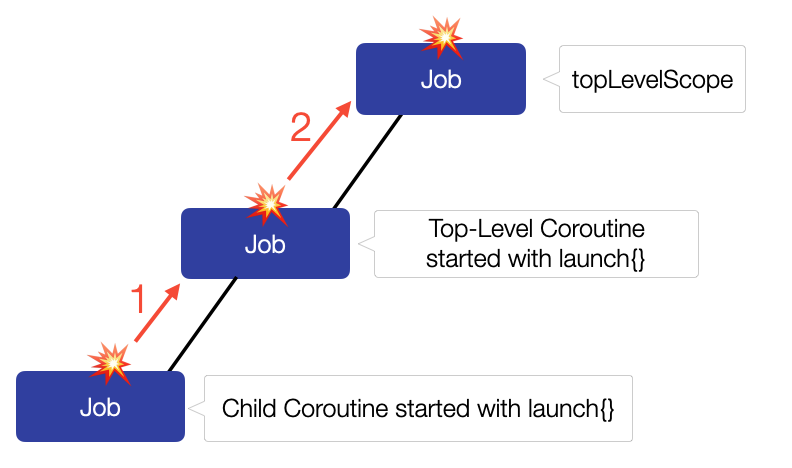 Job
topLevelScope
2
Job
Top-Level Coroutine
started with launch{}
1
Job
Child Coroutine started with launch{}